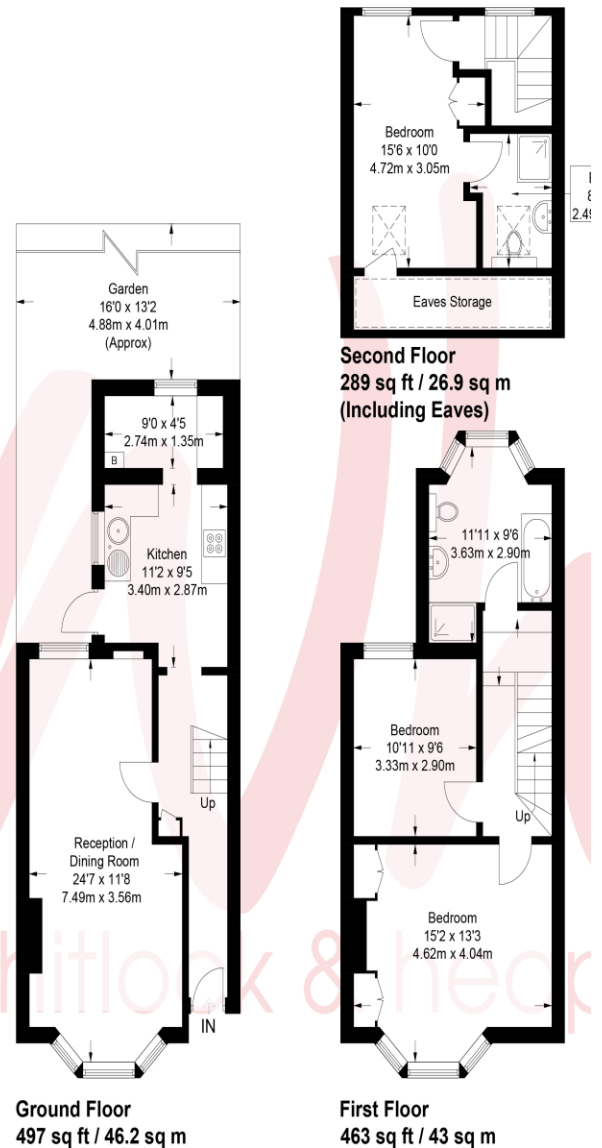 Bedroom
15'6 x 10'0
4.72m x 3.05m
8
2.49
Eaves Storage
Second Floor
289 sq ft / 26.9 sq m
(Including Eaves)
Garden
16'0 x 13'2
4.88m x 4.01m
(Approx)
9'0 x 4'5
2.74m x 1.35m
B
Kitchen
11'2 x 9'5
3.40m x 2.87m
Up
Reception /
Dining Room
24'7 x 11'8
7.49m x 3.56m
IN
Ground Floor
497 sq ft / 46.2 sq m
11'11 x 9'6
3.63m x 2.90m
Bedroom
10'11 x 9'6
3.33m x 2.90m
Up
Bedroom
15'2 x 13'3
4.62m x 4.04m
First Floor
463 sq ft / 43 sq m
hitlock & heap